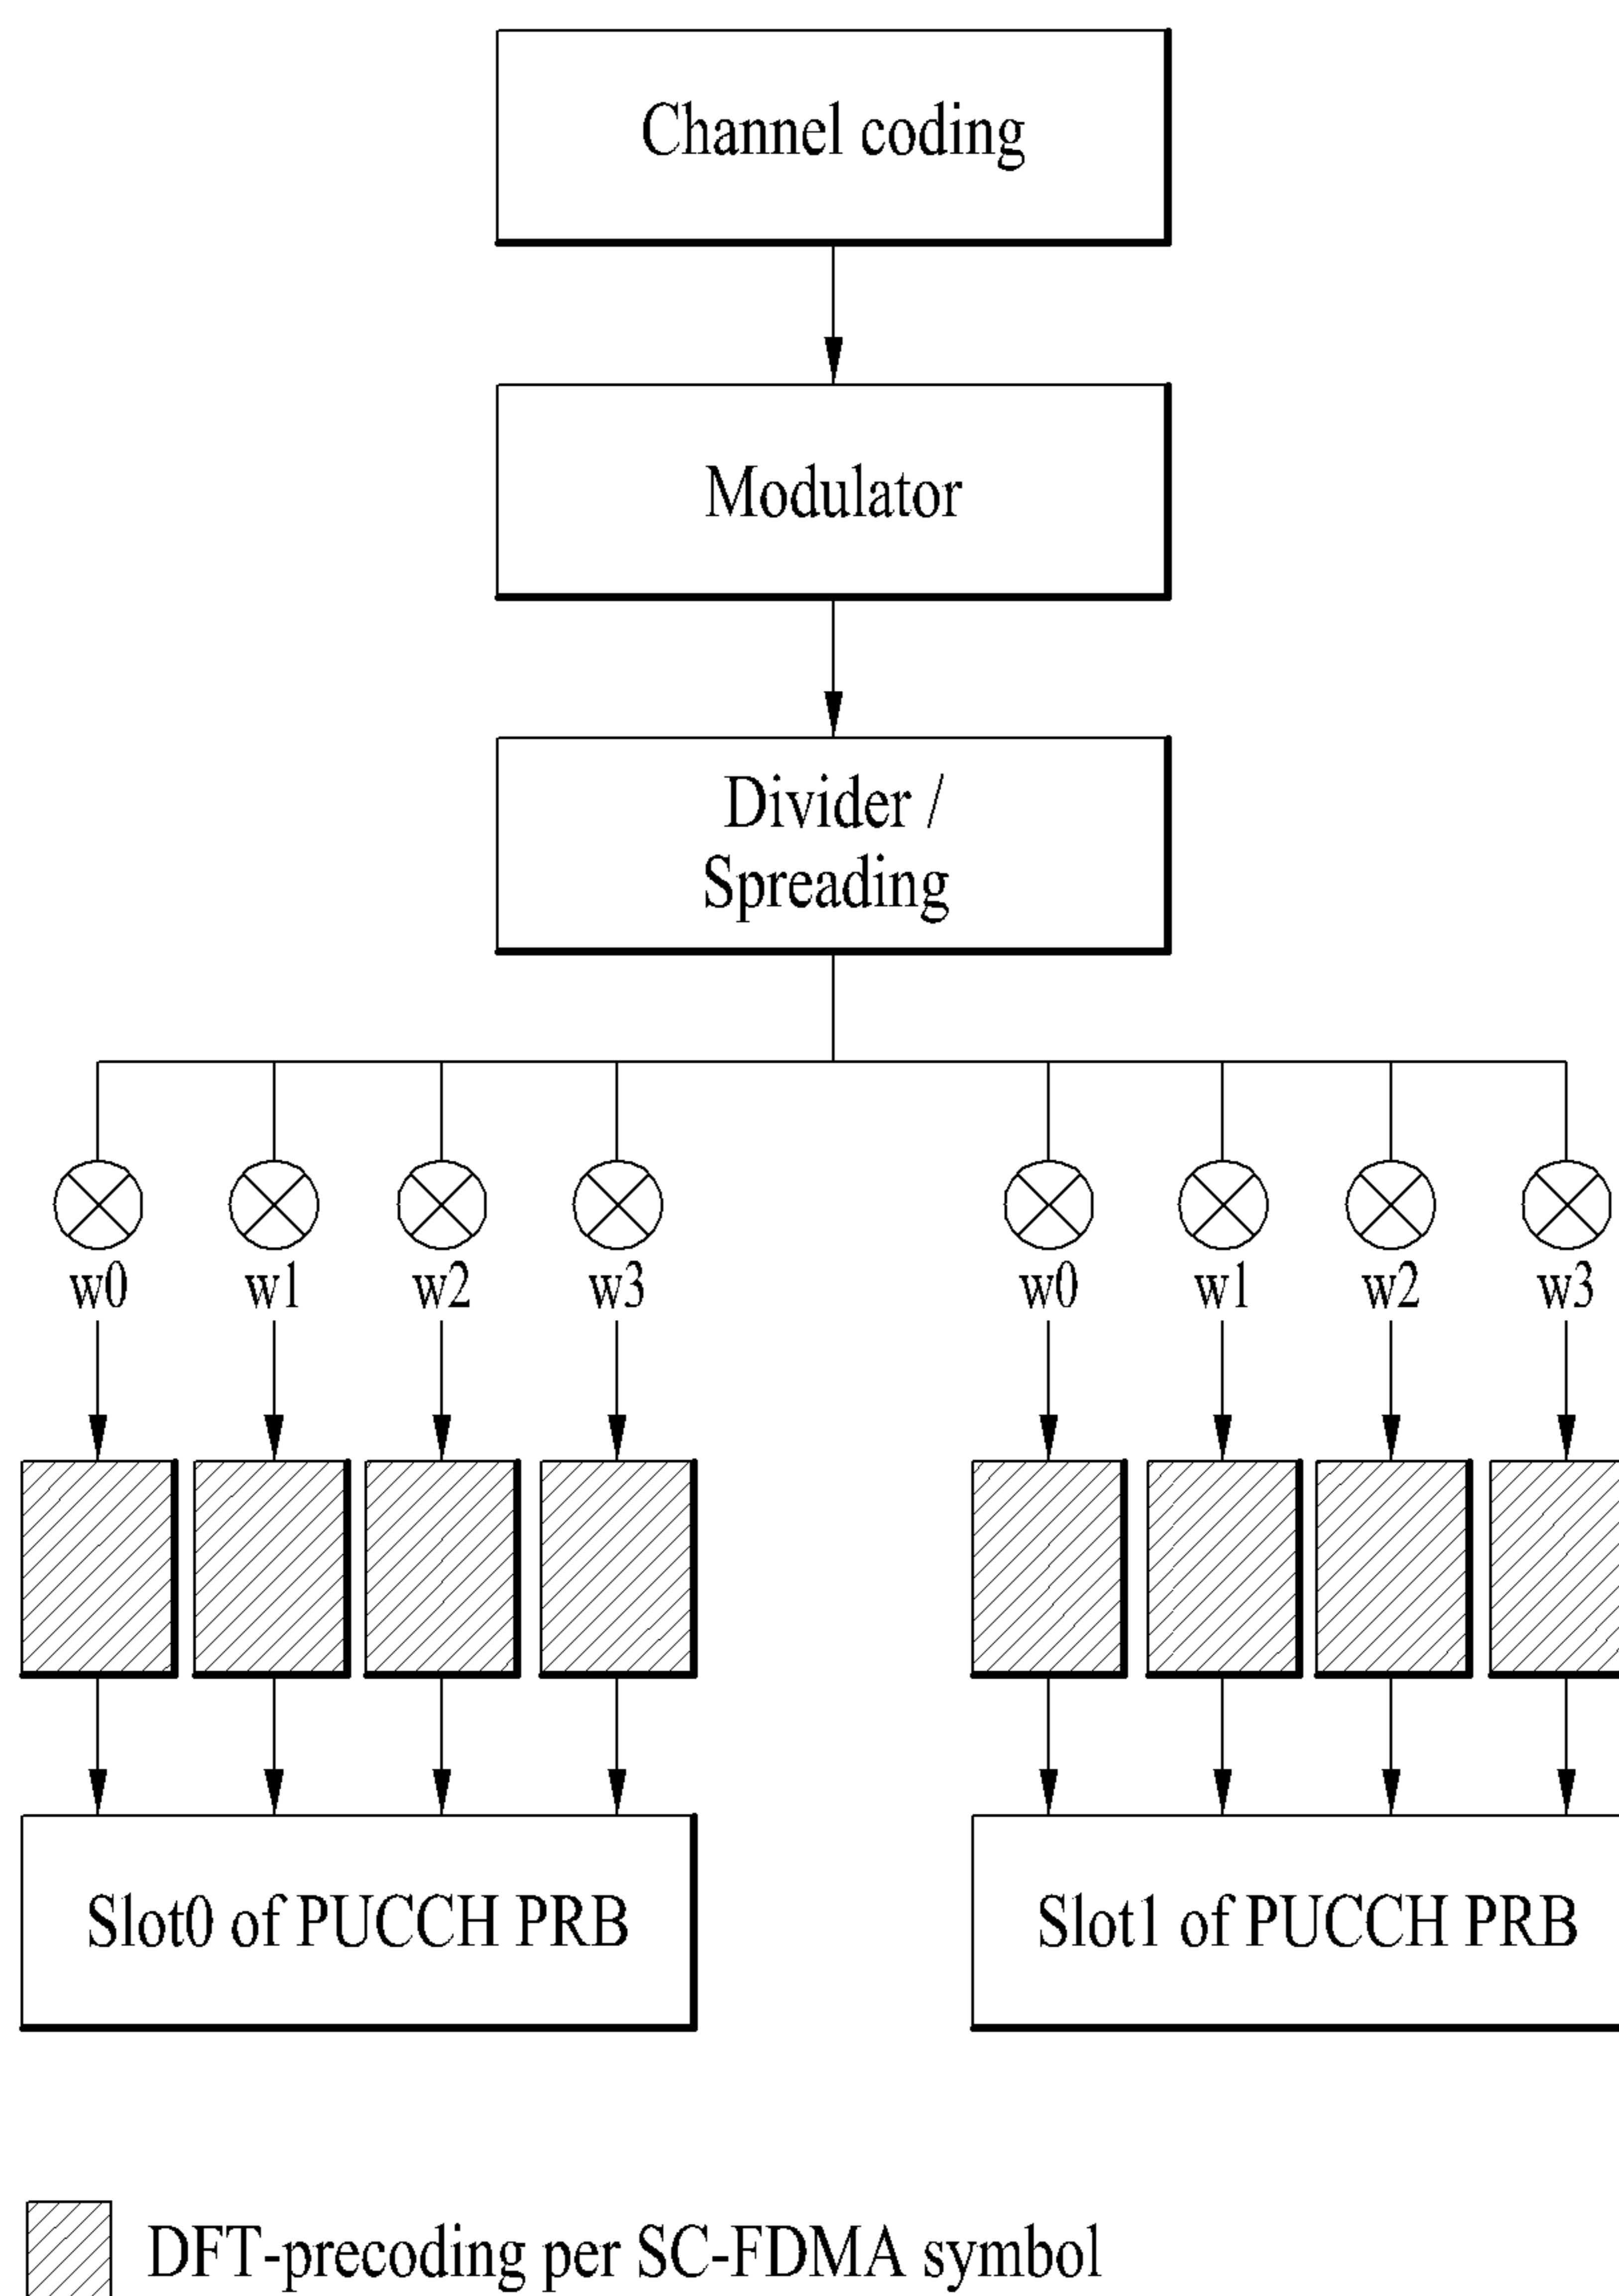 Channel coding
Modulator
Divider /
Spreading
w0 w1 w2 w3 w0 w1 w2 w3
Slot0 of PUCCH PRB Slot1 of PUCCH PRB
DFT-precoding per SC-FDMA symbol